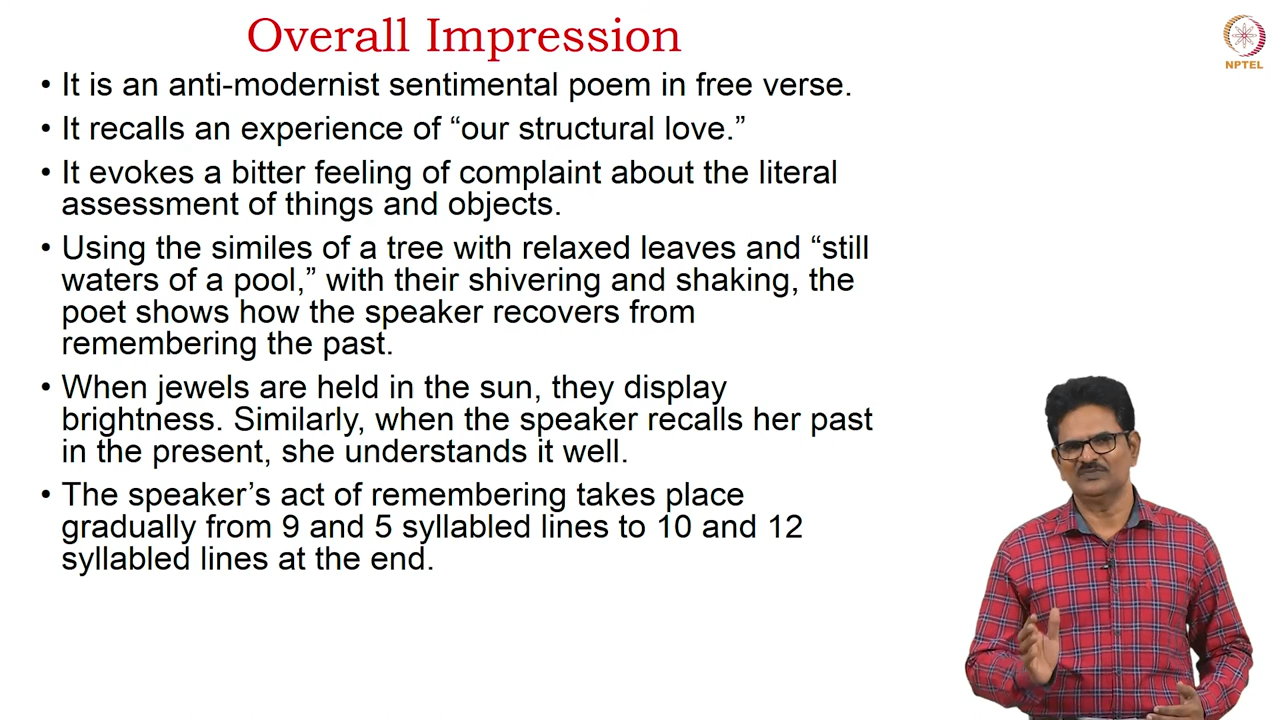 Overall Impression
NPTEL
• It is an anti-modernist sentimental poem in free verse.
• It recalls an experience of “our structural love.”
• It evokes a bitter feeling of complaint about the literal
assessment of things and objects.
• Using the similes of a tree with relaxed leaves and “still
waters of a pool,” with their shivering and shaking, the
poet shows how the speaker recovers from
remembering the past.
• When jewels are held in the sun, they display
brightness. Similarly, when the speaker recalls her past
in the present, she understands it well.
• The speaker’s act of remembering takes place
gradually from 9 and 5 syllabled lines to 10 and 12
syllabled lines at the end.